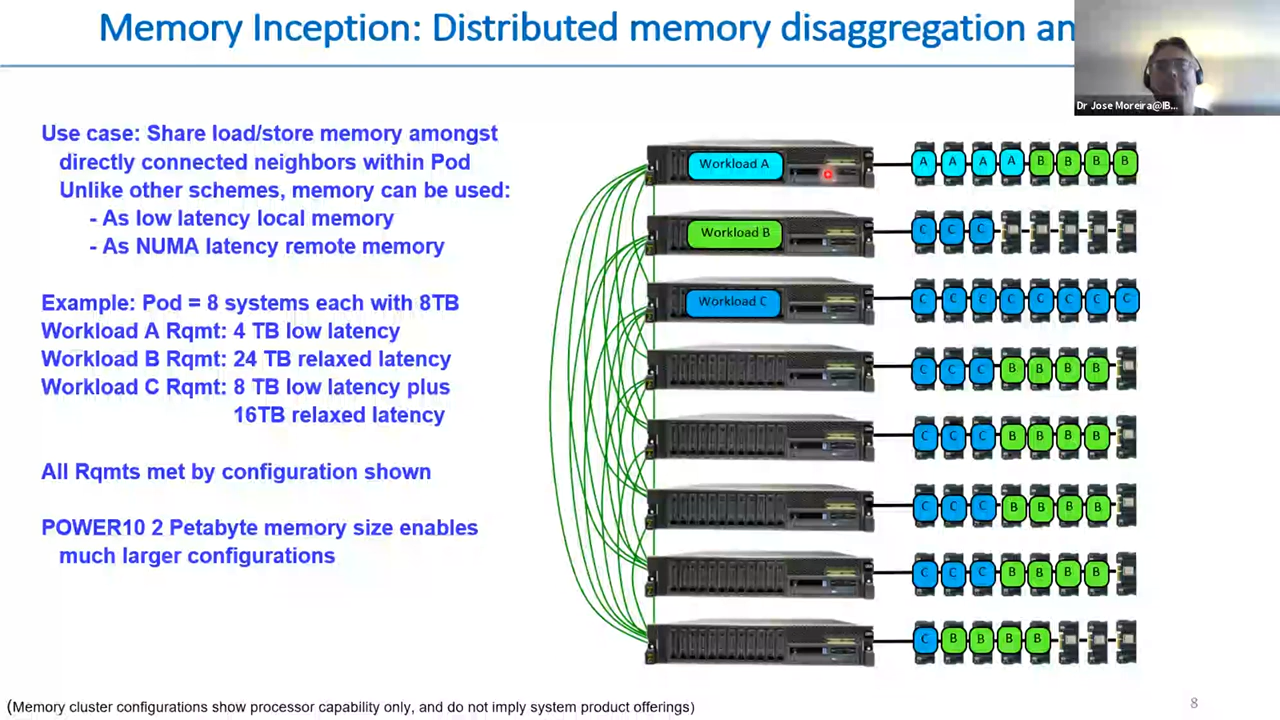 Memory Inception: Distributed memory disaggregation an
Dr Jose Moreira@IB...
Use case: Share load/store memory amongst
directly connected neighbors within Pod
Unlike other schemes, memory can be used:
- As low latency local memory
- As NUMA latency remote memory
Example: Pod = 8 systems each with 8TB
Workload A Rqmt: 4 TB low latency
Workload B Rqmt: 24 TB relaxed latency
Workload C Rqmt: 8 TB low latency plus
16TB relaxed latency
All Rqmts met by configuration shown
POWER10 2 Petabyte memory size enables
much larger configurations
Workload A A A A A B B B B
Workload B C C C
Workload C C C C C C C C C
C C C B B B B
C C C B B B B
C C C B B B B
C C C B B B B
C B B B B
(Memory cluster configurations show processor capability only, and do not imply system product offerings)
8